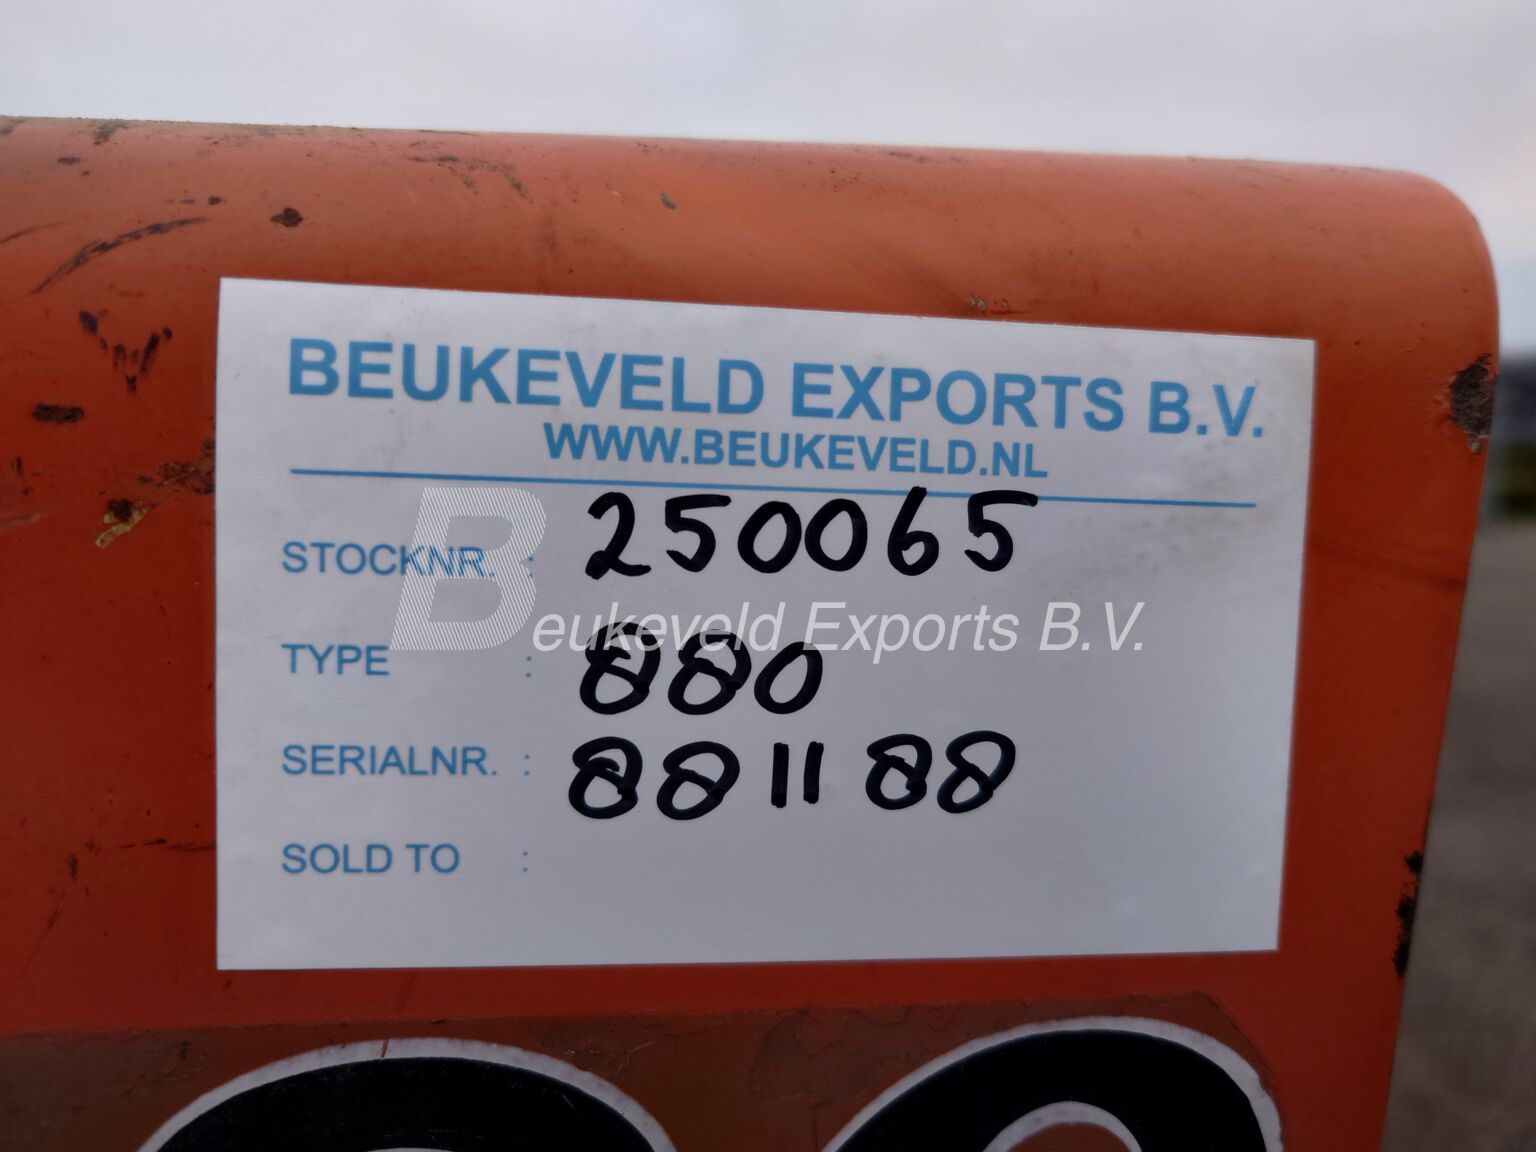 BEUKEVELD EXPORTS B.V.
WWW.BEUKEVELD.NL
STOCKNR. : 250065
Beukeveld Exports B.V.
TYPE : 880
SERIALNR. : 881188
SOLD TO :